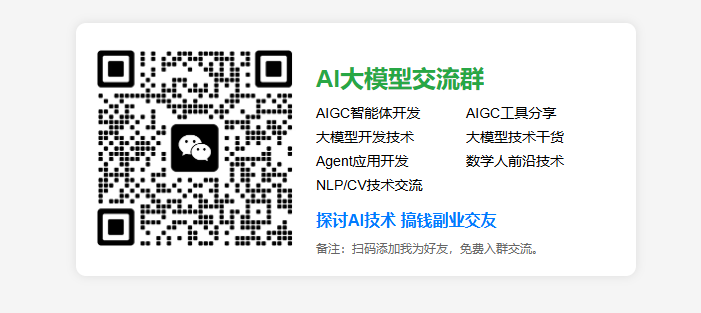 AI大模型交流群
AIGC智能体开发 AIGC工具分享
大模型开发技术 大模型技术干货
Agent应用开发 数字人前沿技术
NLP/CV技术交流
探讨AI技术 搞钱副业交友
备注：扫码添加我为好友，免费入群交流。